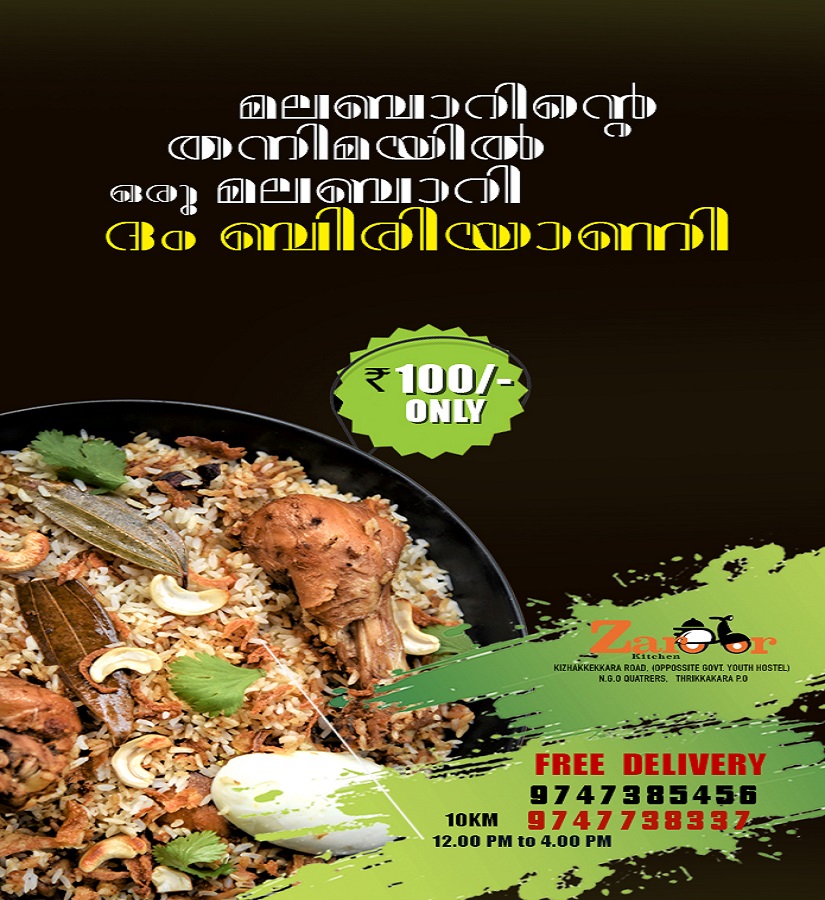 മലബാറിന്റെ
തനിമയിൽ
ഒരു മലബാറി
ദം ബിരിയാണി
₹ 100/-
ONLY
Kitchen
KIZHAKKEKKARA ROAD, (OPPOSSITE GOVT. YOUTH HOSTEL)
N.G.O QUATRERS, THRIKKAKARA P.O
FREE DELIVERY
9747385456
10KM 9747738337
12.00 PM to 4.00 PM